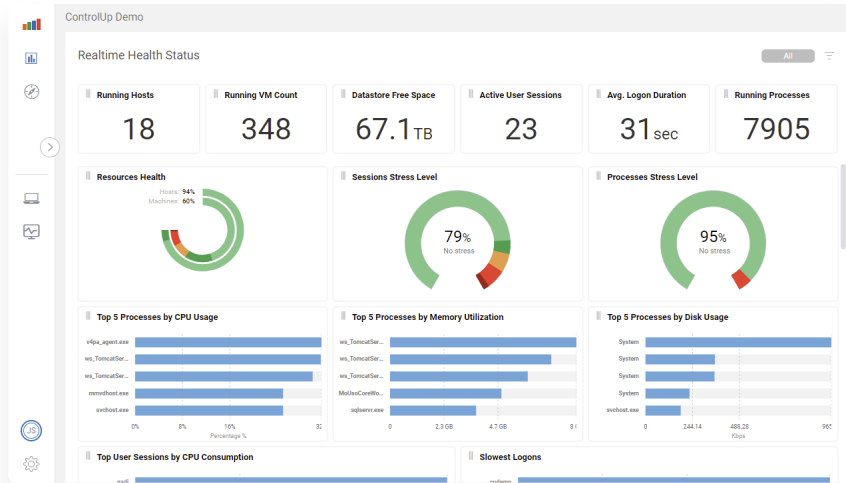 ControlUp Demo
Realtime Health Status
All
Running Hosts
18
Running VM Count
348
Datastore Free Space
67.1TB
Active User Sessions
23
Avg. Logon Duration
31sec
Running Processes
7905
Resources Health
Hosts: 94%
Machines: 60%
Sessions Stress Level
79%
No stress
Processes Stress Level
95%
No stress
Top 5 Processes by CPU Usage
v4pa_agent.exe
ws_TomcatSer...
ws_TomcatSer...
mmvdhost.exe
svchost.exe
0% 8% 16% 32
Percentage %
Top 5 Processes by Memory Utilization
ws_TomcatSer...
ws_TomcatSer...
ws_TomcatSer...
MoUsoCoreWo...
sqlservr.exe
0 2.3 GB 4.7 GB
Top 5 Processes by Disk Usage
System
System
System
System
svchost.exe
0 244.14 488.28
Kbps
JS
Top User Sessions by CPU Consumption
Slowest Logons